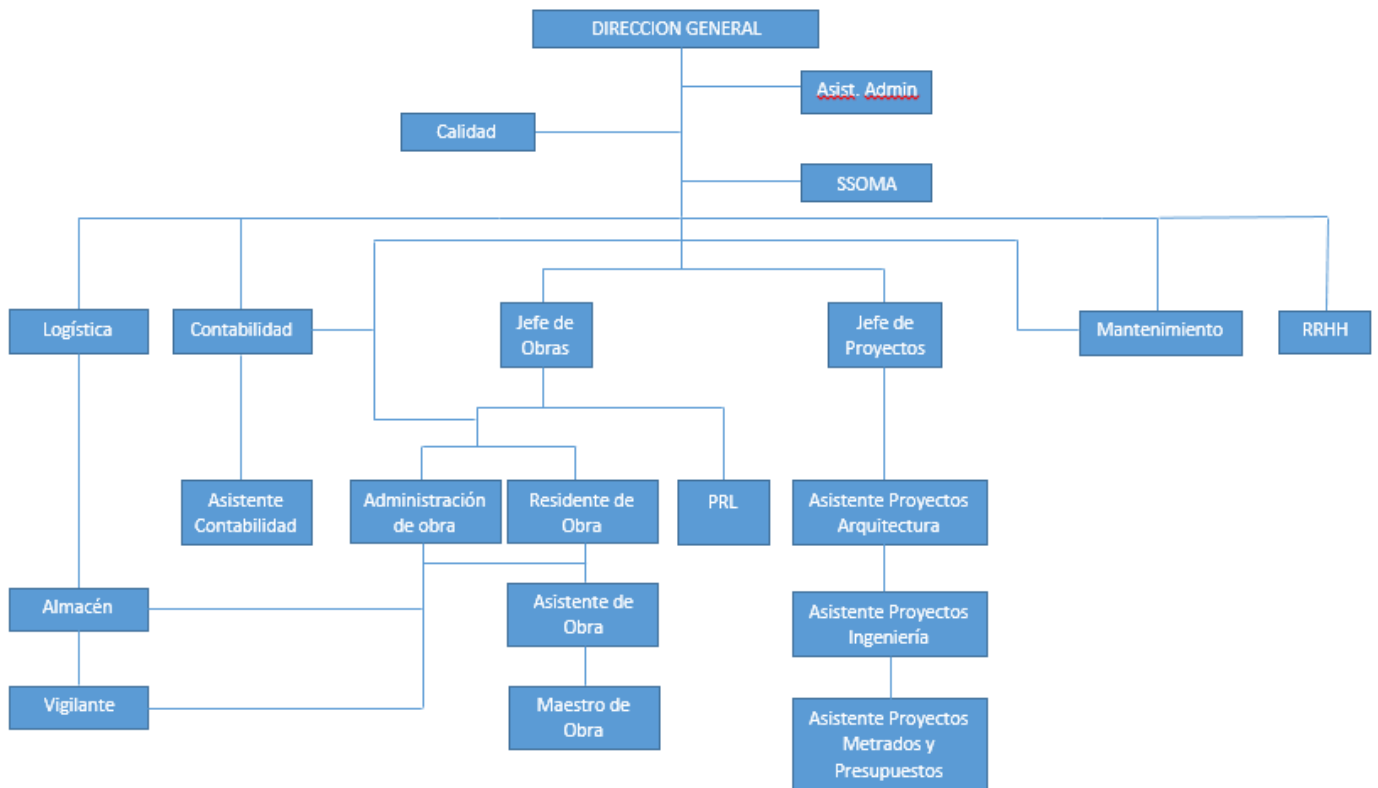 DIRECCION GENERAL
Asist. Admin
Calidad
SSOMA
Logística
Contabilidad
Jefe de
Obras
Jefe de
Proyectos
Mantenimiento
RRHH
Asistente
Contabilidad
Administración
de obra
Residente de
Obra
PRL
Asistente Proyectos
Arquitectura
Almacén
Asistente de
Obra
Asistente Proyectos
Ingeniería
Vigilante
Maestro de
Obra
Asistente Proyectos
Metrados y
Presupuestos